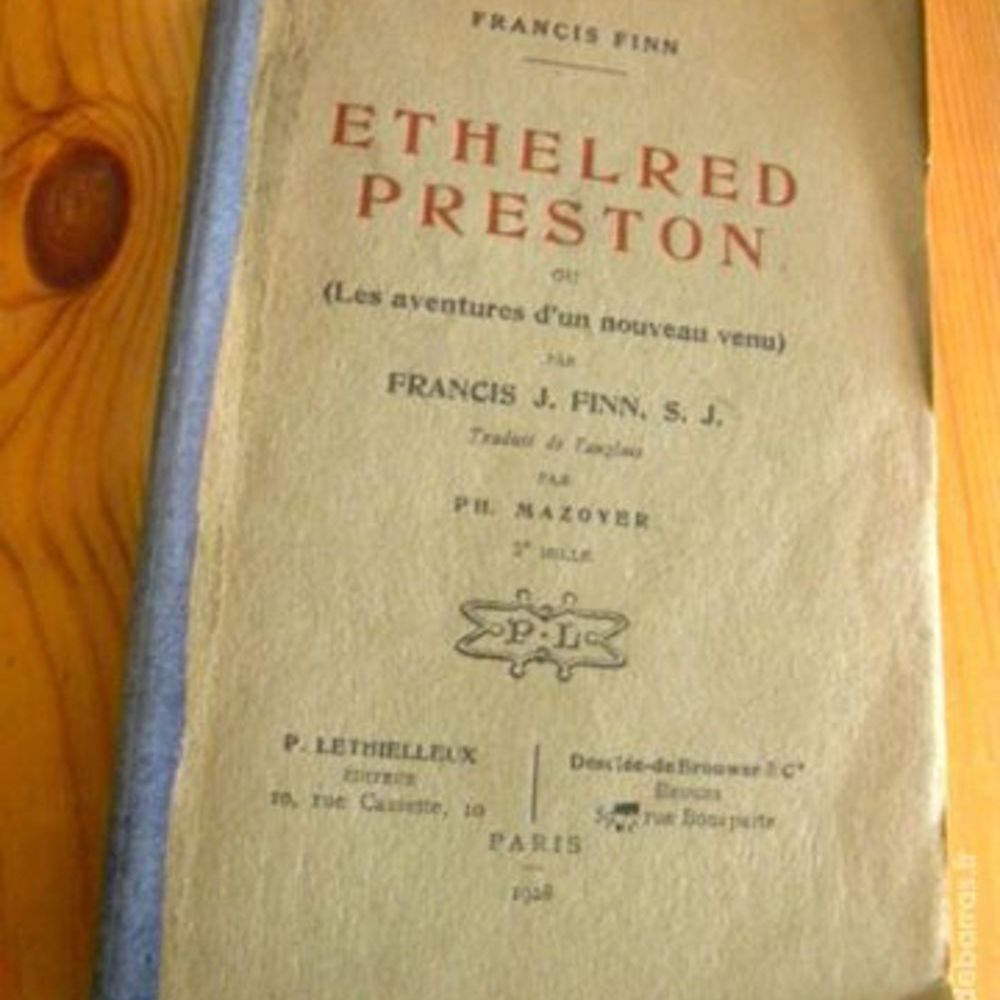 FRANCIS FINN
ETHELRED
PRESTON
OU
(Les aventures d'un nouveau venu)
PAR
FRANCIS J. FINN, S. J.
Traduit de l'anglais
PAR
PH. MAZOYER
MILLE
P. L.
P. LETHIELLEUX
ÉDITEUR
10, rue Cassette, 10
Desclée-de Brouwer & Cⁱᵉ
rue Bonaparte
PARIS
1928